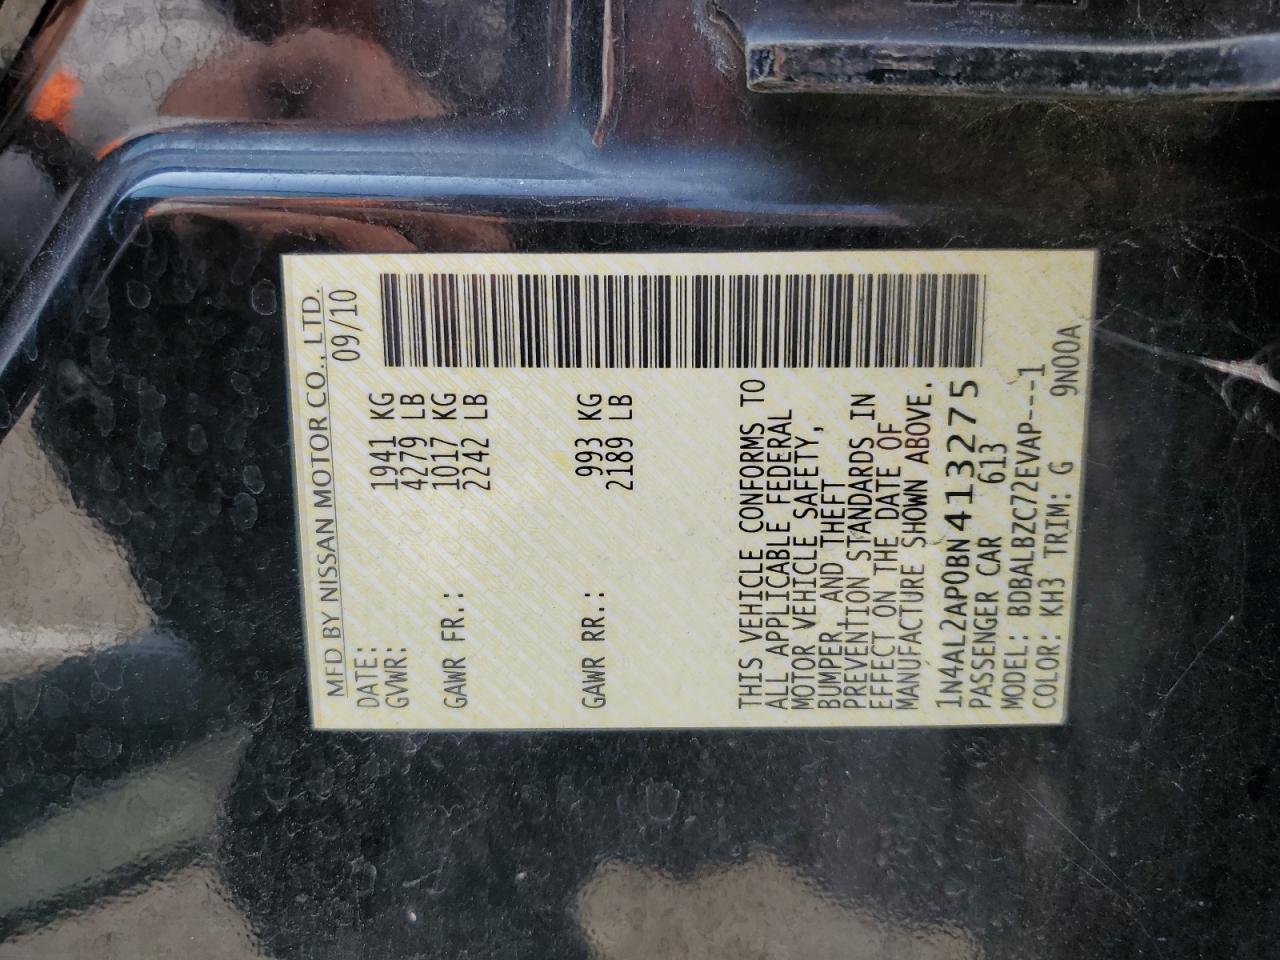 MFD BY NISSAN MOTOR CO., LTD.
DATE: 09/10
GVWR: 1941 KG
4279 LB
GAWR FR.: 1017 KG
2242 LB
GAWR RR.: 993 KG
2189 LB
THIS VEHICLE CONFORMS TO
ALL APPLICABLE FEDERAL
MOTOR VEHICLE SAFETY,
BUMPER, AND THEFT
PREVENTION STANDARDS IN
EFFECT ON THE DATE OF
MANUFACTURE SHOWN ABOVE.
1N4AL2AP0BN413275
PASSENGER CAR 613
MODEL: BDBALBZC72EVAP---1
COLOR: KH3 TRIM: G 9N00A